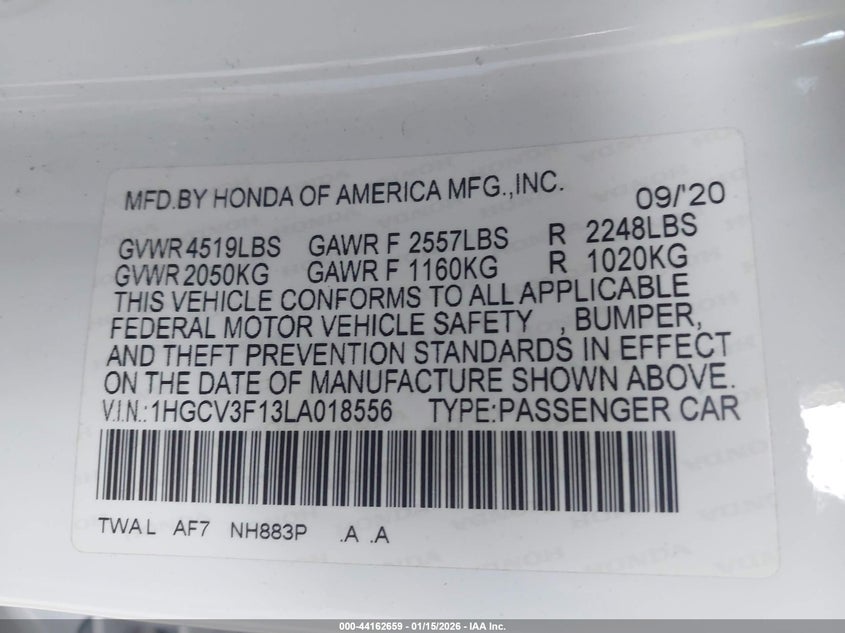 MFD.BY HONDA OF AMERICA MFG.,INC. 09/'20
GVWR 4519LBS GAWR F 2557LBS R 2248LBS
GVWR 2050KG GAWR F 1160KG R 1020KG
THIS VEHICLE CONFORMS TO ALL APPLICABLE
FEDERAL MOTOR VEHICLE SAFETY , BUMPER,
AND THEFT PREVENTION STANDARDS IN EFFECT
ON THE DATE OF MANUFACTURE SHOWN ABOVE.
V.I.N.:1HGCV3F13LA018556 TYPE:PASSENGER CAR
TWA L AF7 NH883P .A .A
000-44162659 - 01/15/2026 - IAA Inc.